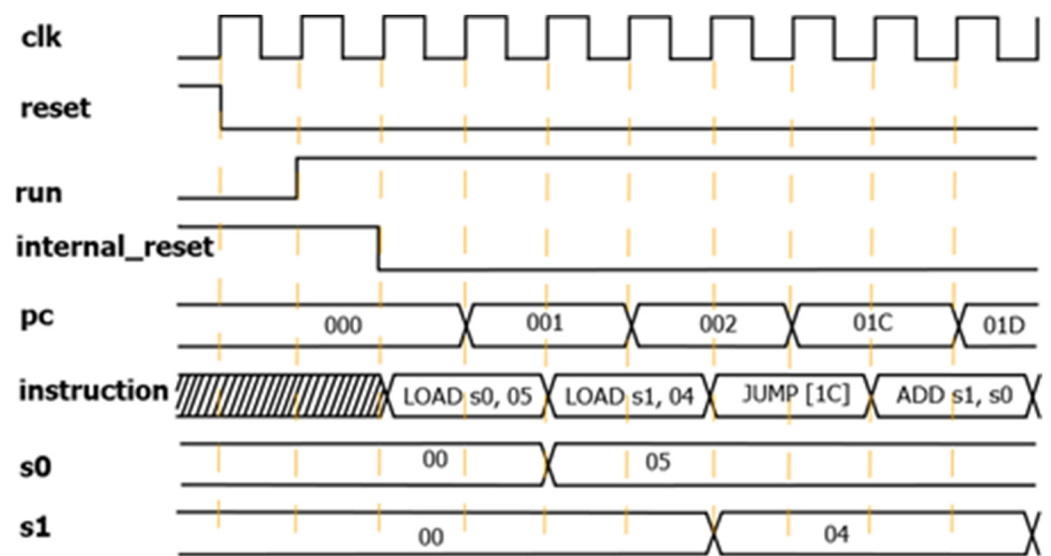 clk
reset
run
internal_reset
pc 000 001 002 01C 01D
instruction LOAD s0, 05 LOAD s1, 04 JUMP [1C] ADD s1, s0
s0 00 05
s1 00 04